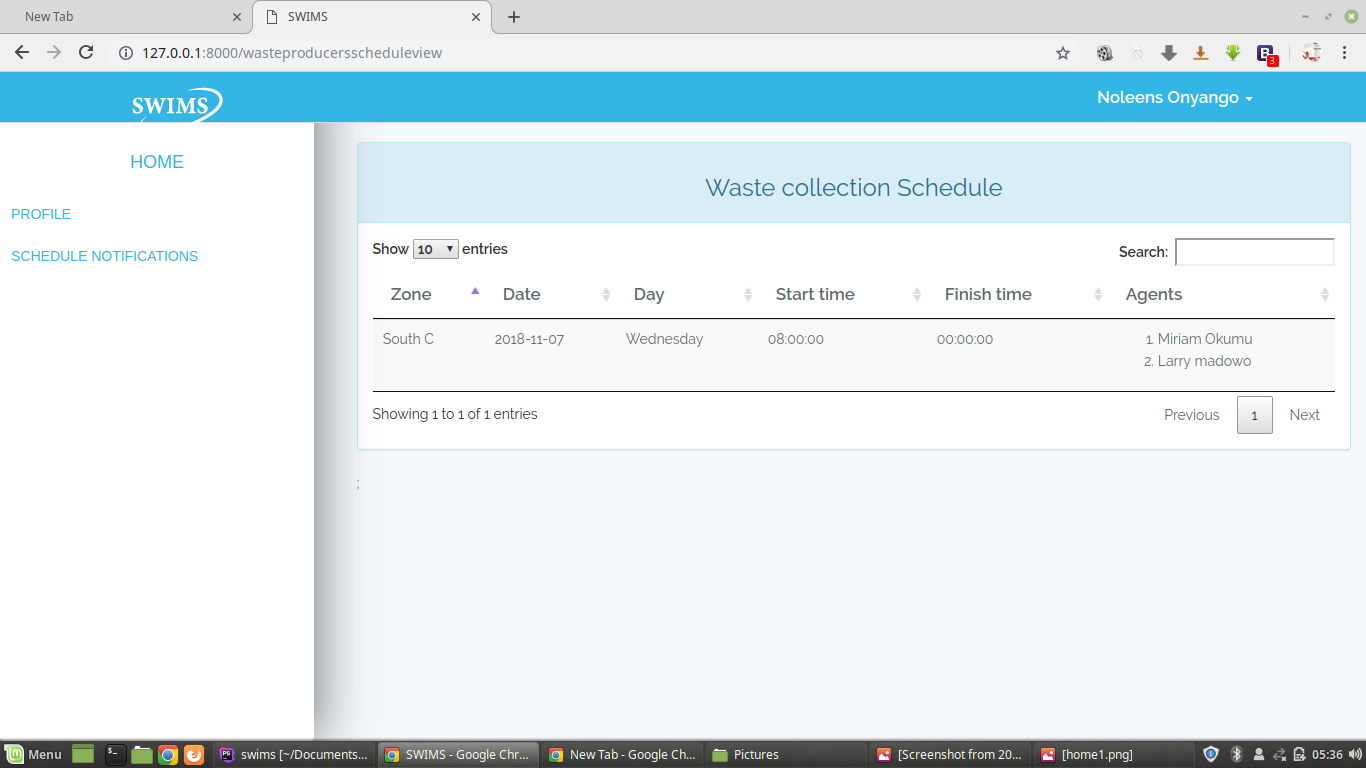 New Tab
SWIMS
127.0.0.1:8000/wasteproducersscheduleview
3
SWIMS
Noleens Onyango
HOME
PROFILE
SCHEDULE NOTIFICATIONS
Waste collection Schedule
Show 10 entries
Search:
Zone Date Day Start time Finish time Agents
South C 2018-11-07 Wednesday 08:00:00 00:00:00 1. Miriam Okumu
2. Larry madowo
Showing 1 to 1 of 1 entries
Previous 1 Next
;
Menu swims [~/Documents... SWIMS - Google Chr... New Tab - Google Ch... Pictures [Screenshot from 20... [home1.png] 05:36